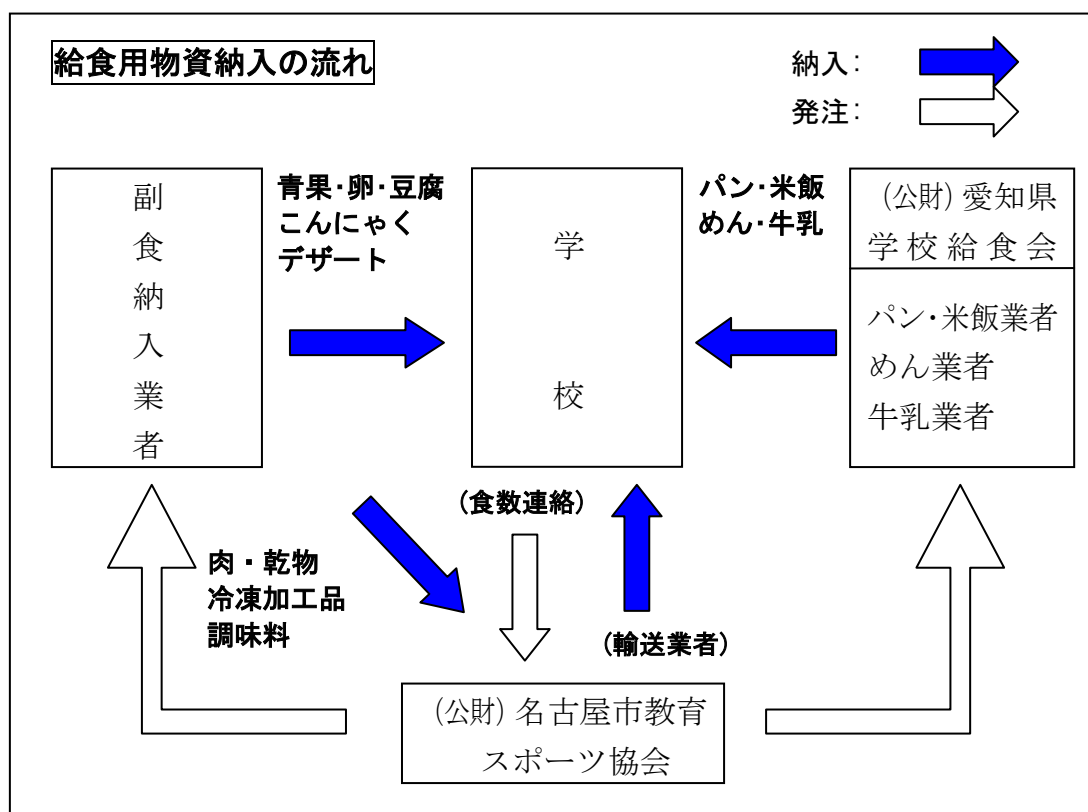 給食用物資納入の流れ
納入：
発注：
副食納入業者
青果・卵・豆腐
こんにゃく
デザート
学校
パン・米飯
めん・牛乳
(公財) 愛知県
学校給食会
パン・米飯業者
めん業者
牛乳業者
肉・乾物
冷凍加工品
調味料
(食数連絡)
(輸送業者)
(公財) 名古屋市教育
スポーツ協会